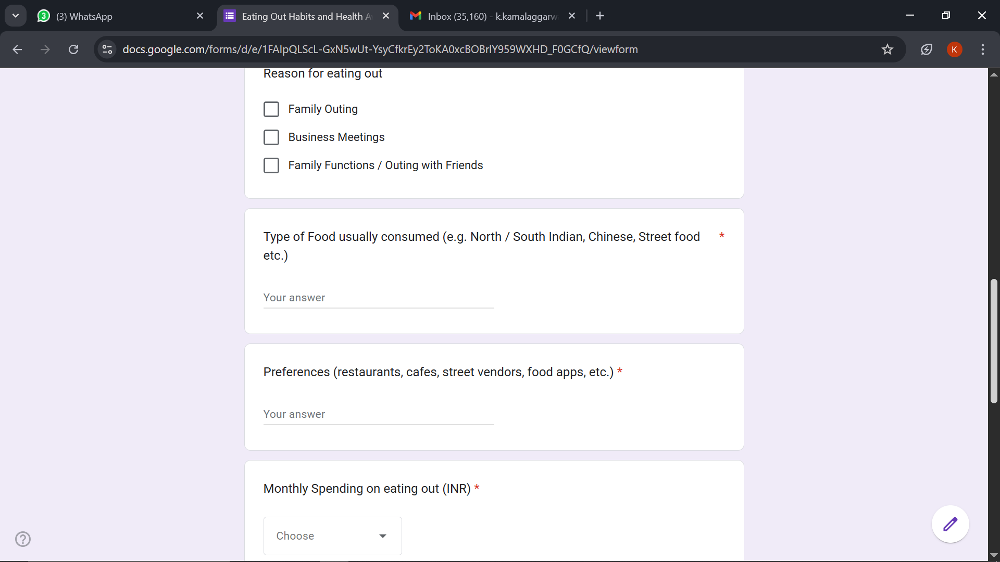 (3) WhatsApp
Eating Out Habits and Health A
Inbox (35,160) - k.kamalaggarw
docs.google.com/forms/d/e/1FAIpQLScL-GxN5wUt-YsyCfkrEy2ToKA0xcBOBrlY959WXHD_F0GCfQ/viewform
K
Reason for eating out
Family Outing
Business Meetings
Family Functions / Outing with Friends
Type of Food usually consumed (e.g. North / South Indian, Chinese, Street food *
etc.)
Your answer
Preferences (restaurants, cafes, street vendors, food apps, etc.) *
Your answer
Monthly Spending on eating out (INR) *
Choose